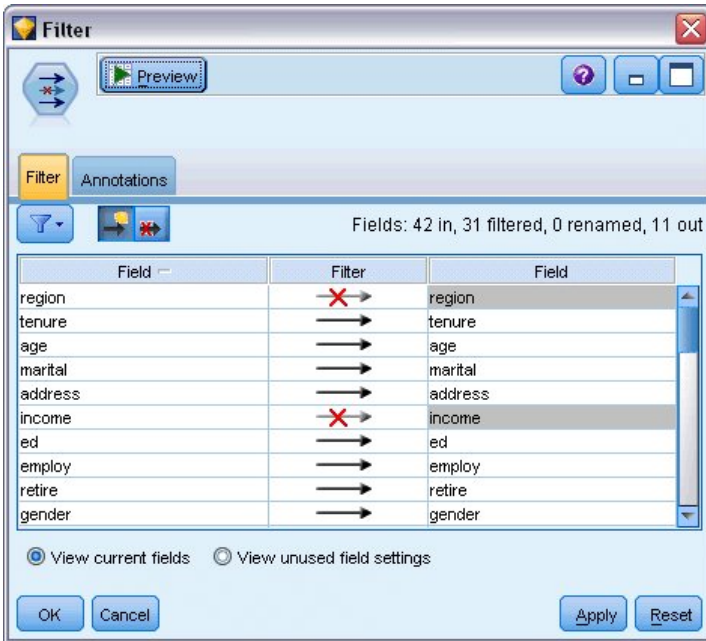 Filter
Preview
Filter Annotations
Fields: 42 in, 31 filtered, 0 renamed, 11 out
Field Filter Field
region region
tenure tenure
age age
marital marital
address address
income income
ed ed
employ employ
retire retire
gender gender
View current fields View unused field settings
OK Cancel Apply Reset